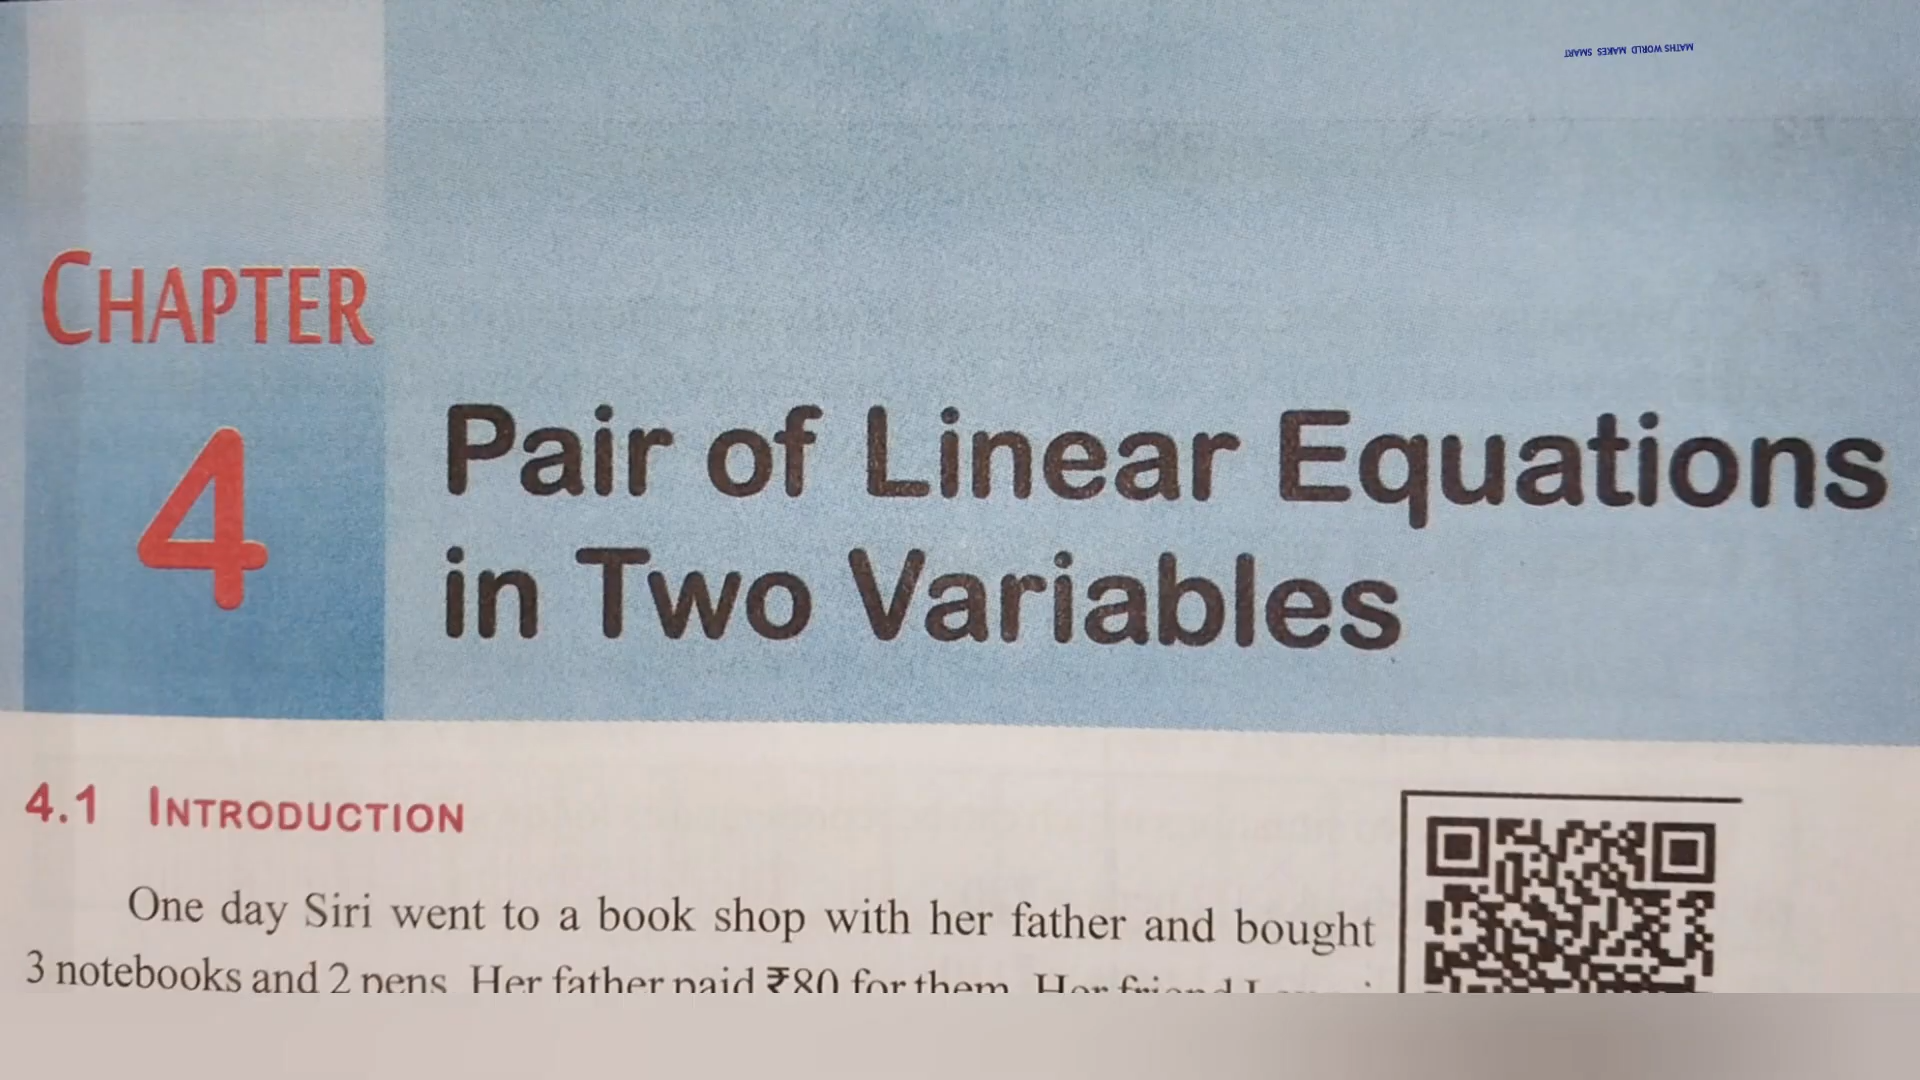 MATHS WORLD MAKES SMART
CHAPTER
4
Pair of Linear Equations
in Two Variables
4.1 INTRODUCTION
One day Siri went to a book shop with her father and bought
3 notebooks and 2 pens. Her father paid ₹80 for them. Her friend